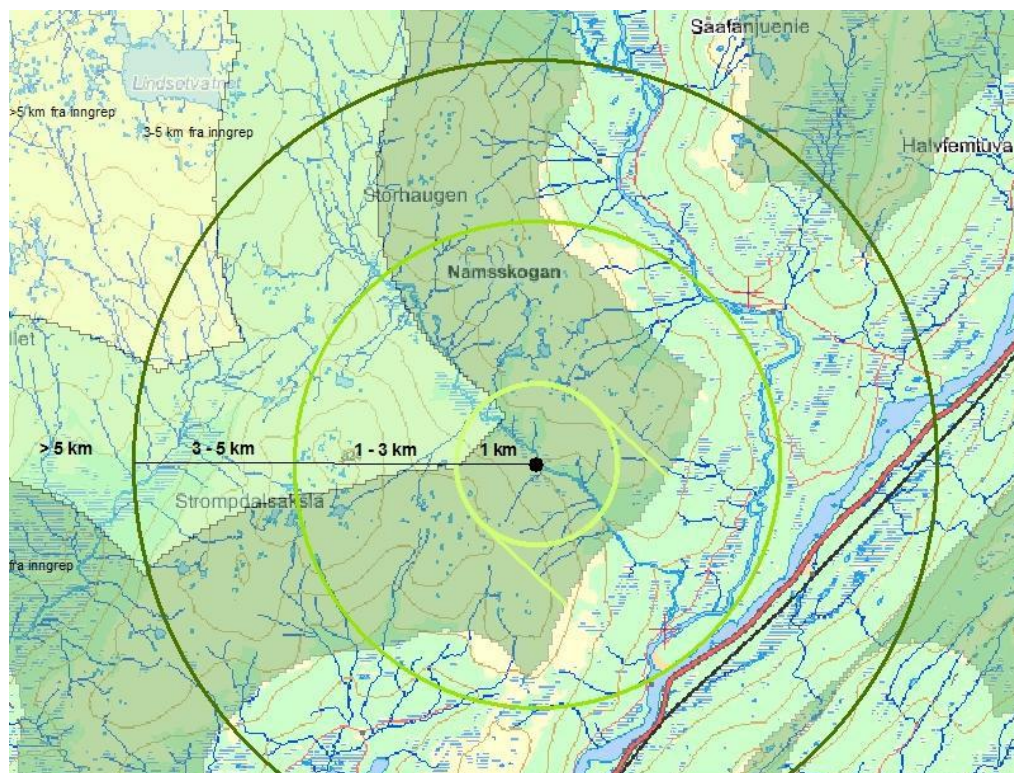 Såafånjuenie
Lindsetvatnet
>5 km fra inngrep
3-5 km fra inngrep
Halvfemtuva
Storhaugen
Namsskogan
llet
> 5 km
3 - 5 km
1 - 3 km
1 km
Strompdalsaksla
fra inngrep